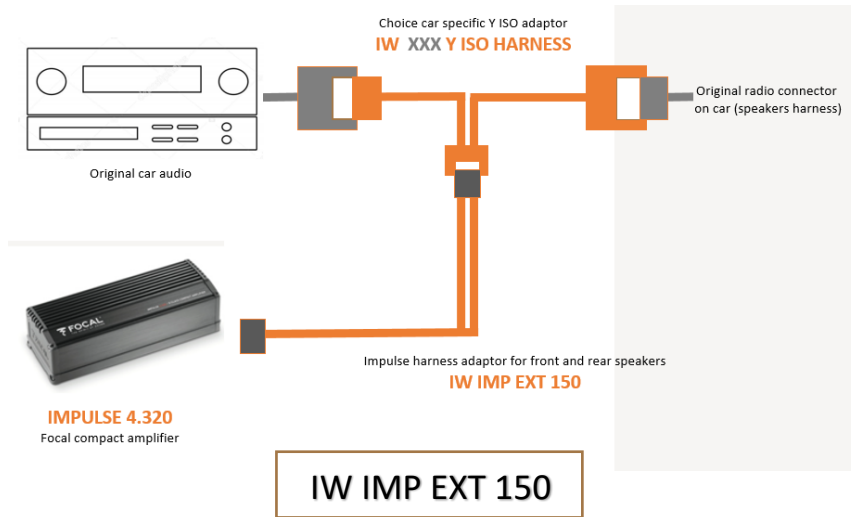 Choice car specific Y ISO adaptor
IW XXX Y ISO HARNESS
Original radio connector
on car (speakers harness)
Original car audio
FOCAL
Impulse harness adaptor for front and rear speakers
IW IMP EXT 150
IMPULSE 4.320
Focal compact amplifier
IW IMP EXT 150